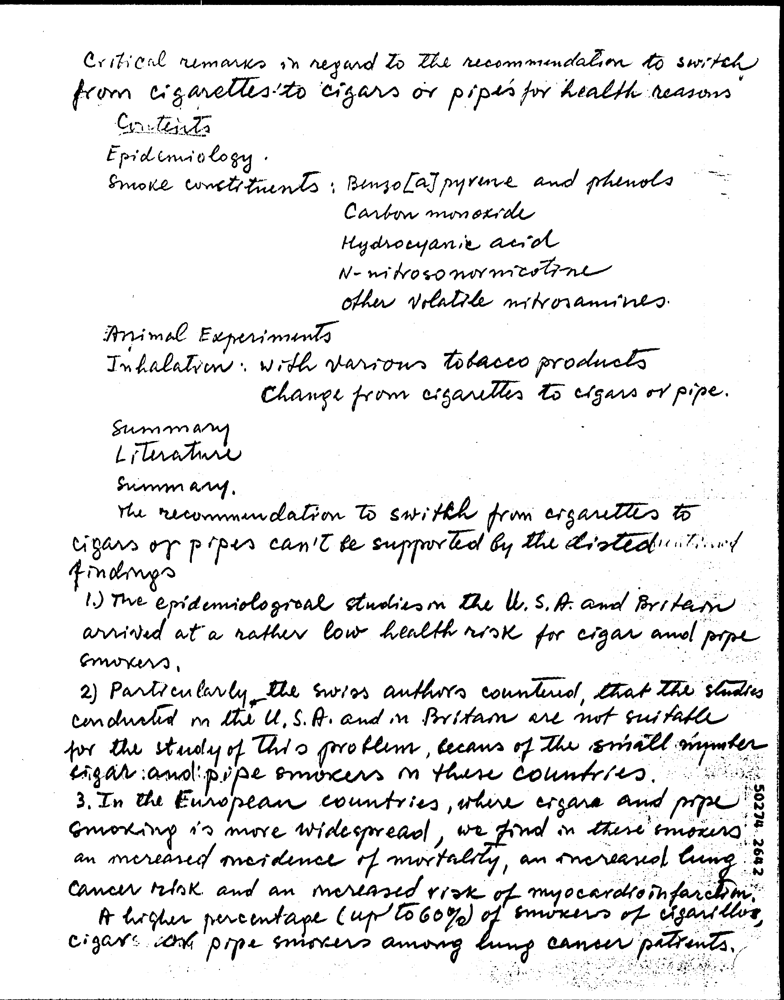 Critical remarks in regard to the recommendation to switch
from cigarettes to cigars or pipes for health reasons
Contents
Epidemiology.
Smoke constituents: Benzo[a]pyrene and phenols
Carbon monoxide
Hydrocyanic acid
N-nitrosonornicotine
other volatile nitrosamines.
Animal Experiments
Inhalation: with various tobacco products
Change from cigarettes to cigars or pipe.
Summary
Literature
Summary.
The recommendation to switch from cigarettes to
cigars or pipes can't be supported by the listed
findings
1.) The epidemiological studies in the U.S.A. and Britain
arrived at a rather low health risk for cigar and pipe
smokers.
2) Particularly, the swiss authors countered, that the studies
conducted in the U.S.A. and in Britain are not suitable
for the study of this problem, becaus of the small number
cigar and pipe smokers in these countries.
3. In the European countries, where cigars and pipe
smoking is more widespread, we find in these smokers
an increased incidence of mortality, an increased lung
cancer risk and an increased risk of myocardioinfarction.
A higher percentage (up to 60%) of smokers of cigarillos,
cigars or pipe smokers among lung cancer patients.
50274 2642